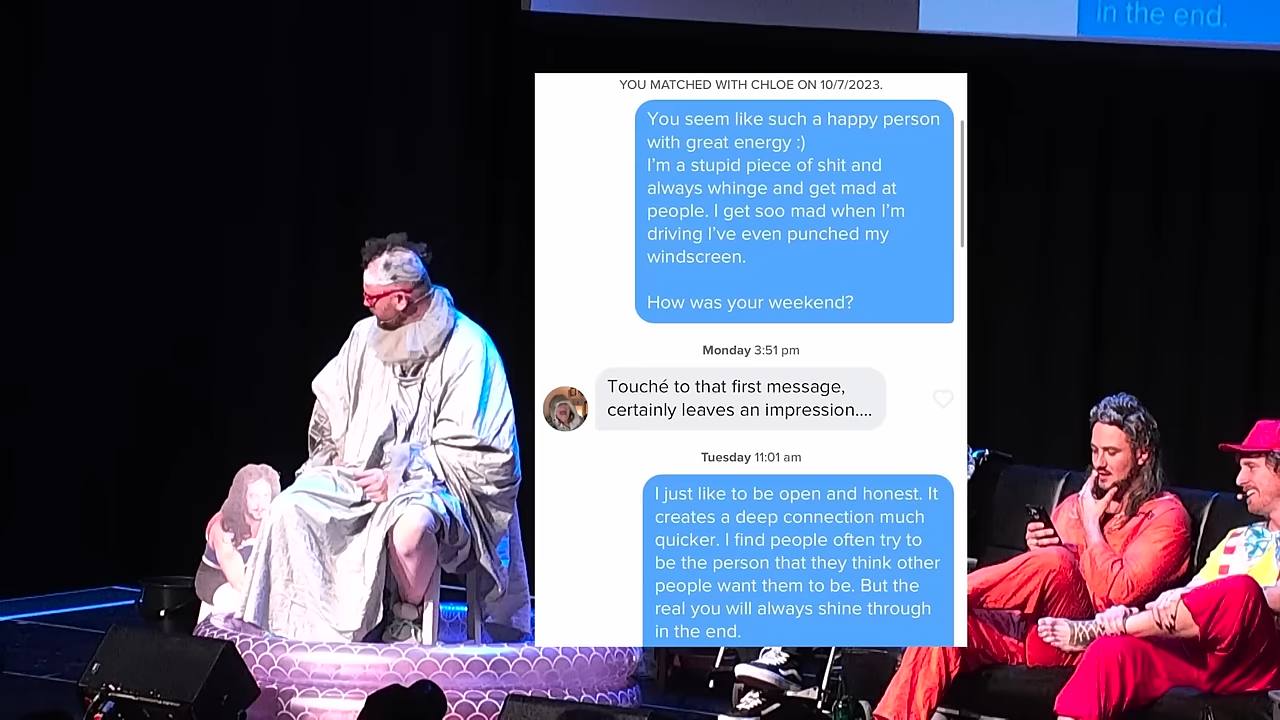 in the end.
YOU MATCHED WITH CHLOE ON 10/7/2023.
You seem like such a happy person
with great energy :)
I'm a stupid piece of shit and
always whinge and get mad at
people. I get soo mad when I'm
driving I've even punched my
windscreen.
How was your weekend?
Monday 3:51 pm
Touché to that first message,
certainly leaves an impression....
Tuesday 11:01 am
I just like to be open and honest. It
creates a deep connection much
quicker. I find people often try to
be the person that they think other
people want them to be. But the
real you will always shine through
in the end.